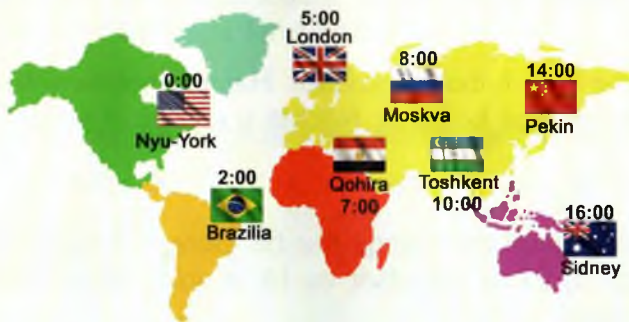 5:00
London
8:00
Moskva
14:00
Pekin
0:00
Nyu-York
Qohira
7:00
Toshkent
10:00
2:00
Brazilia
16:00
Sidney